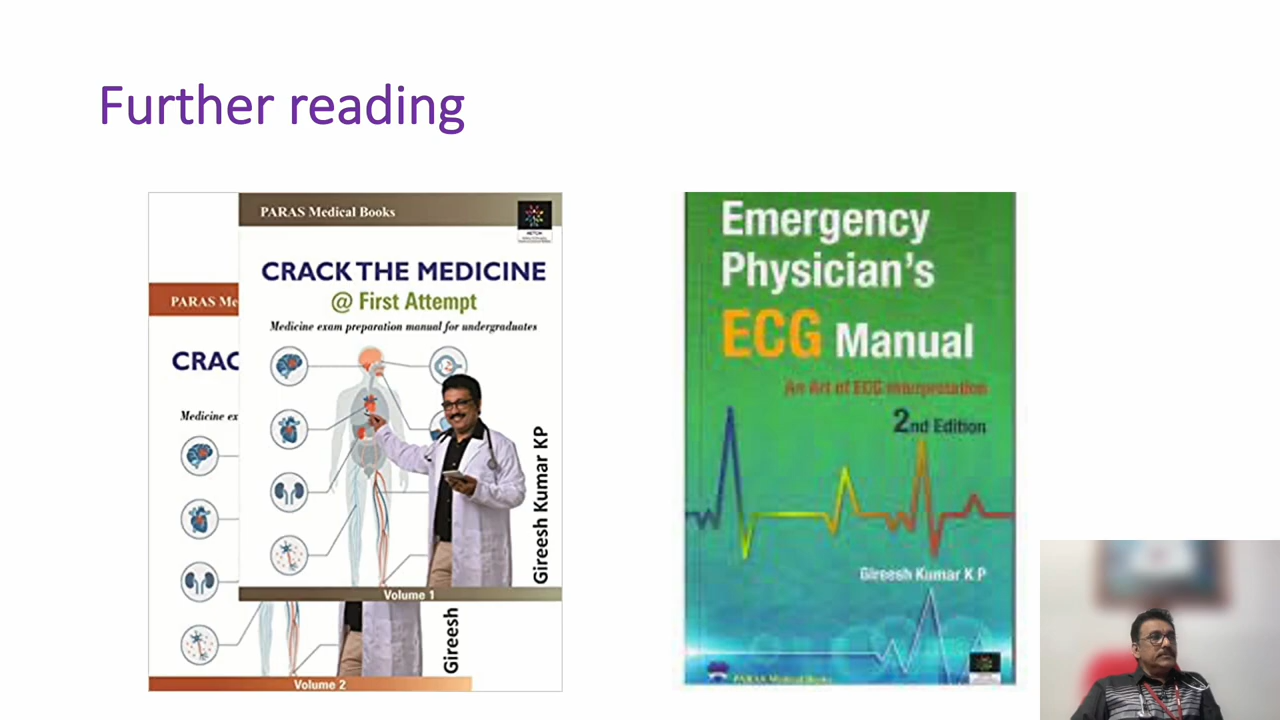 Further reading
PARAS Medical Books
CRACK THE MEDICINE
@ First Attempt
Medicine exam preparation manual for undergraduates
Gireesh Kumar KP
Volume 1
PARAS Me
CRAC
Medicine ex
Gireesh
Volume 2
Emergency
Physician's
ECG Manual
An Art of ECG Interpretation
2nd Edition
Gireesh Kumar K P
PARAS Medical Books